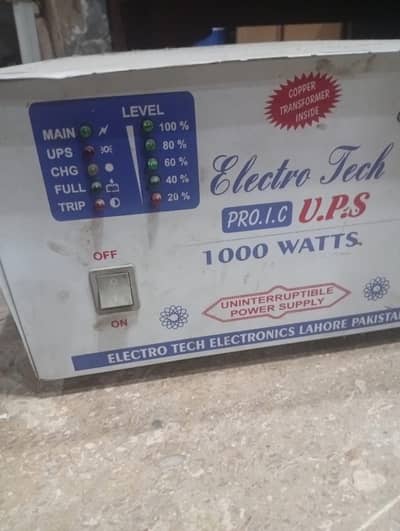 LEVEL
MAIN 100 %
UPS 80 %
CHG 60 %
FULL 40 %
TRIP 20 %
COPPER
TRANSFORMER
INSIDE
Electro Tech
PRO.I.C U.P.S
1000 WATTS.
OFF
ON
UNINTERRUPTIBLE
POWER SUPPLY
ELECTRO TECH ELECTRONICS LAHORE PAKISTAN